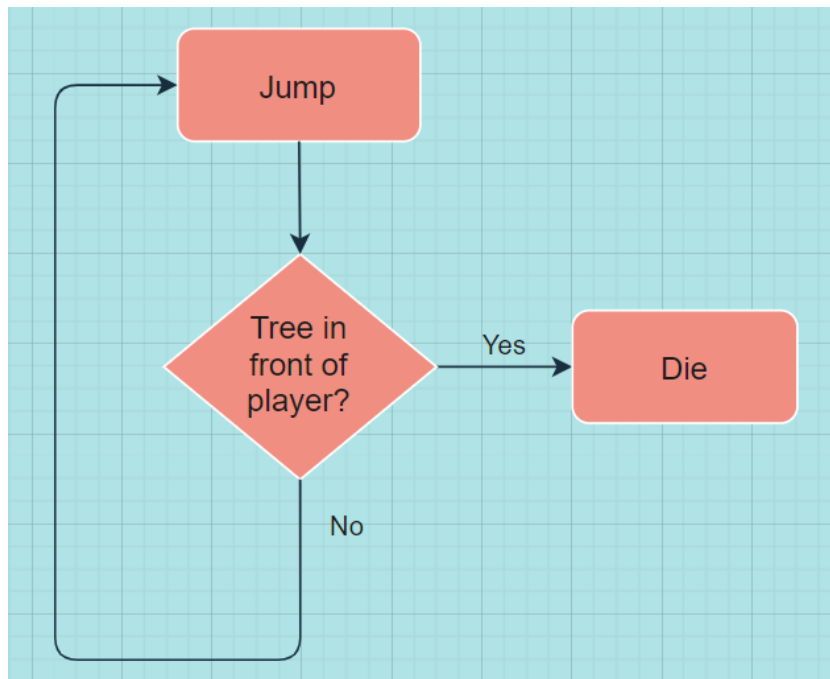 Jump
Tree in
front of
player?
Yes
Die
No